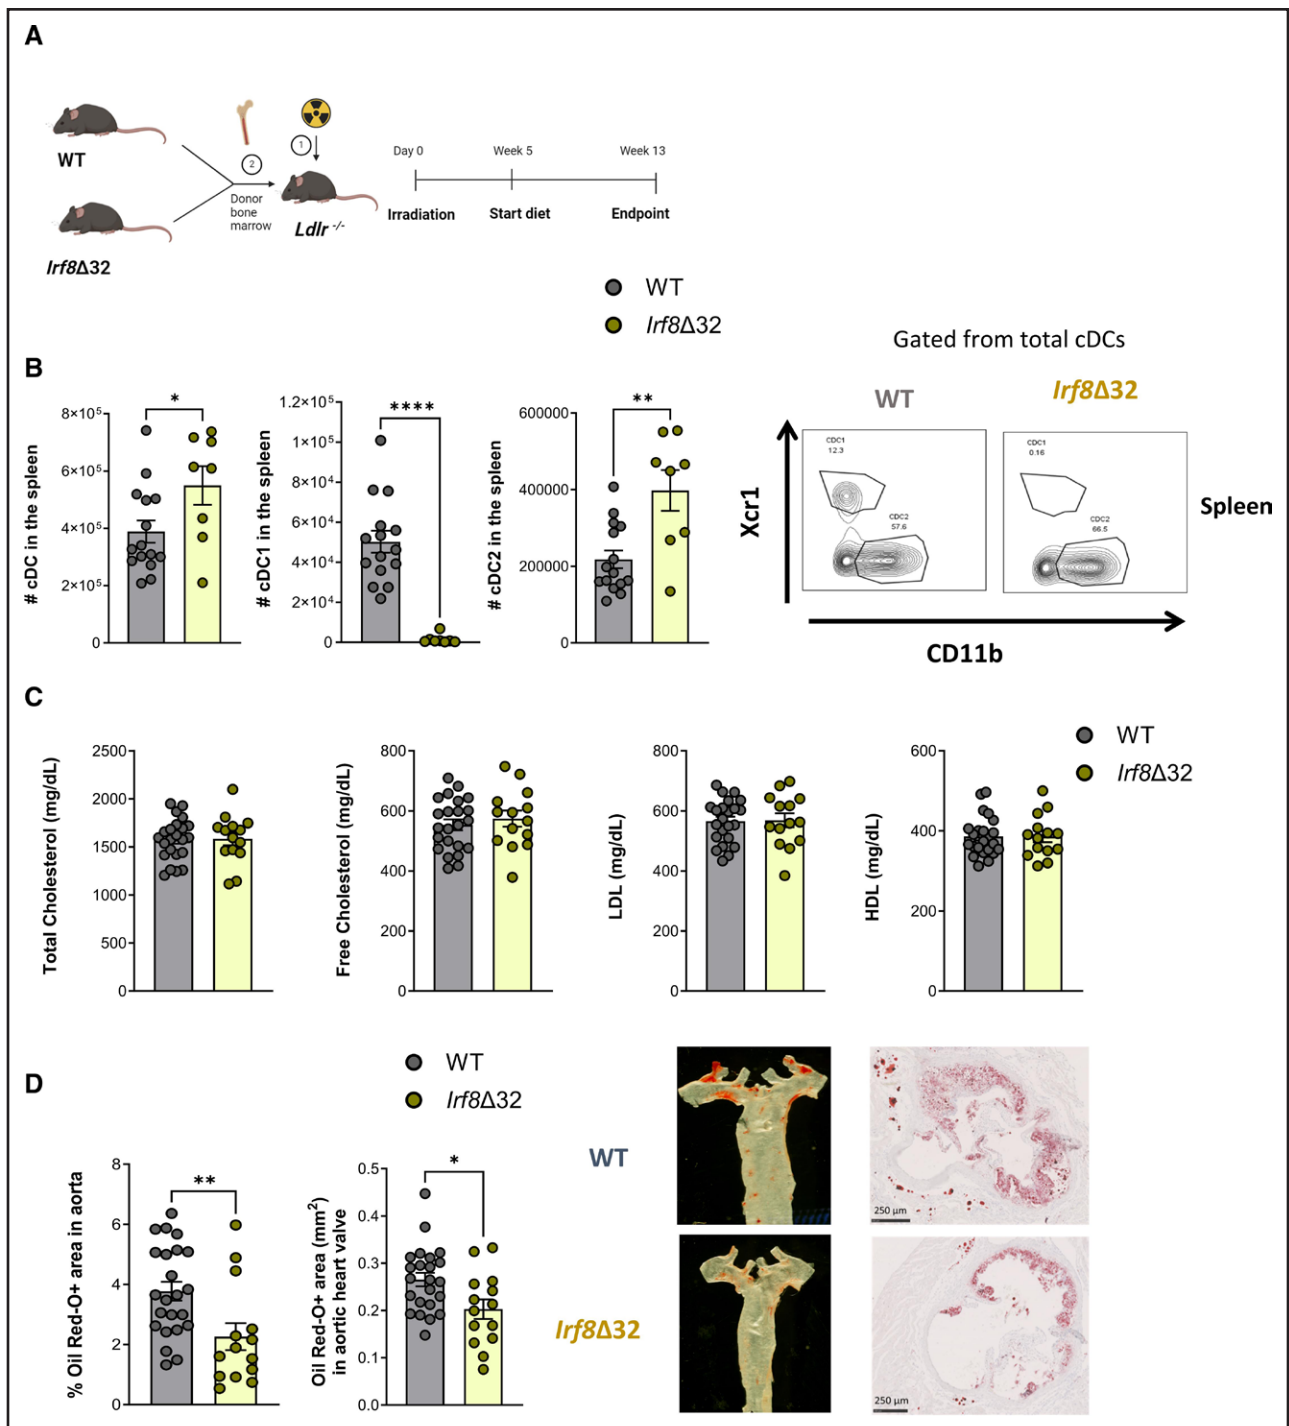 A
WT
Irf8Δ32
2
1
Donor
bone
marrow
Ldlr -/-
Day 0
Week 5
Week 13
Irradiation
Start diet
Endpoint
WT
Irf8Δ32
B
# cDC in the spleen
8×10⁵
6×10⁵
4×10⁵
2×10⁵
0
*
# cDC1 in the spleen
1.2×10⁵
1×10⁵
8×10⁴
6×10⁴
4×10⁴
2×10⁴
0
****
# cDC2 in the spleen
600000
400000
200000
0
**
Gated from total cDCs
WT
Irf8Δ32
Xcr1
CDC1
12.3
CDC2
57.6
CDC1
0.16
CDC2
66.5
Spleen
CD11b
C
WT
Irf8Δ32
Total Cholesterol (mg/dL)
2500
2000
1500
1000
500
0
Free Cholesterol (mg/dL)
800
600
400
200
0
LDL (mg/dL)
800
600
400
200
0
HDL (mg/dL)
600
400
200
0
D
WT
Irf8Δ32
% Oil Red-O+ area in aorta
8
6
4
2
0
**
Oil Red-O+ area (mm²)
in aortic heart valve
0.5
0.4
0.3
0.2
0.1
0.0
*
WT
250 μm
Irf8Δ32
250 μm